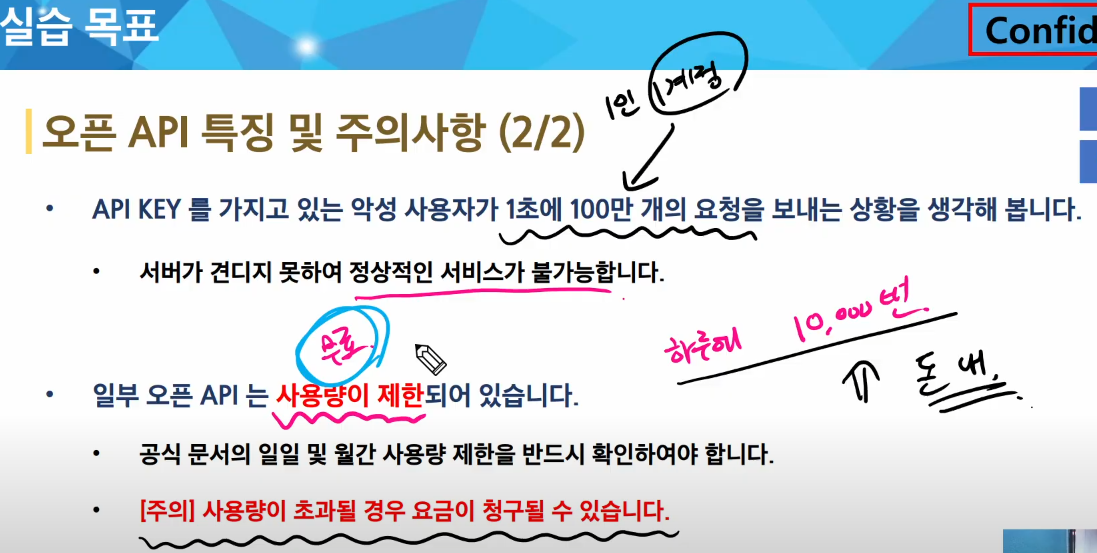 실습 목표
Confid
1인 1계정
오픈 API 특징 및 주의사항 (2/2)
• API KEY 를 가지고 있는 악성 사용자가 1초에 100만 개의 요청을 보내는 상황을 생각해 봅니다.
• 서버가 견디지 못하여 정상적인 서비스가 불가능합니다.
하루에 10,000번
무료
돈 내.
• 일부 오픈 API 는 사용량이 제한되어 있습니다.
• 공식 문서의 일일 및 월간 사용량 제한을 반드시 확인하여야 합니다.
• [주의] 사용량이 초과될 경우 요금이 청구될 수 있습니다.